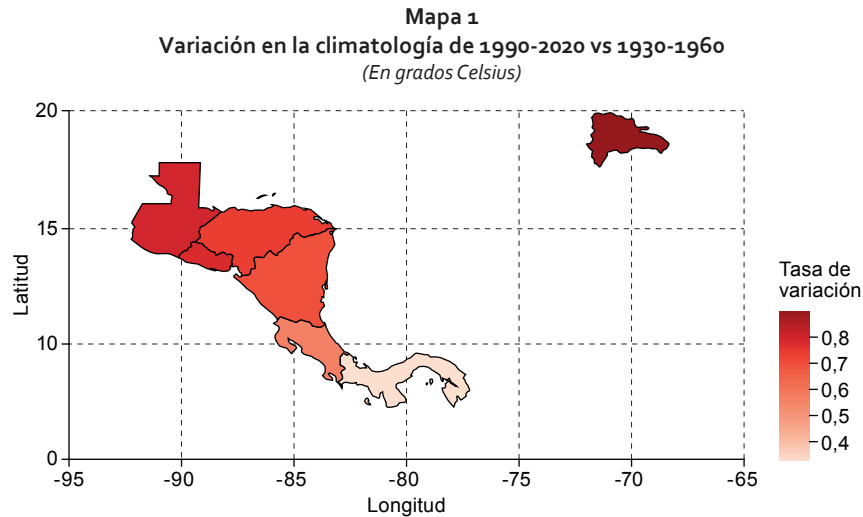 Mapa 1
Variación en la climatología de 1990-2020 vs 1930-1960
(En grados Celsius)
20
15
10
0
Latitud
-95 -90 -85 -80 -75 -70 -65
Longitud
Tasa de
variación
0,8
0,7
0,6
0,5
0,4